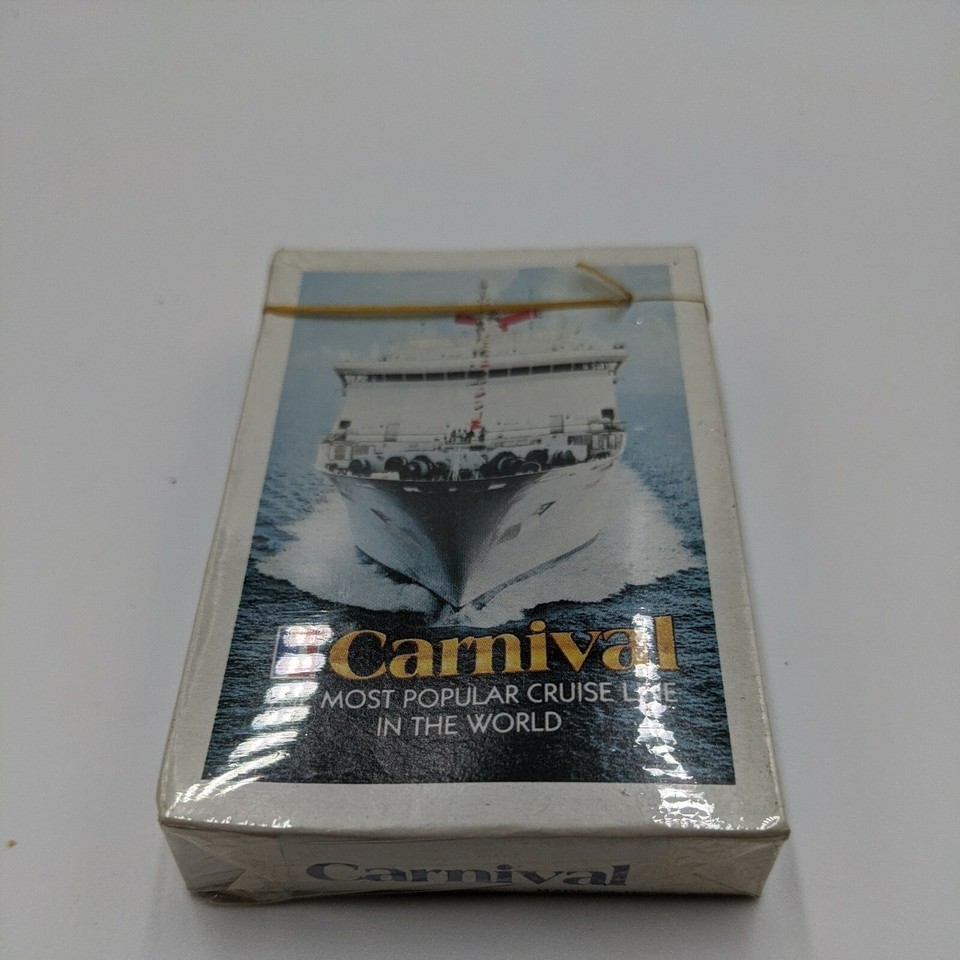 Carnival
MOST POPULAR CRUISE LINE
IN THE WORLD
Carnival